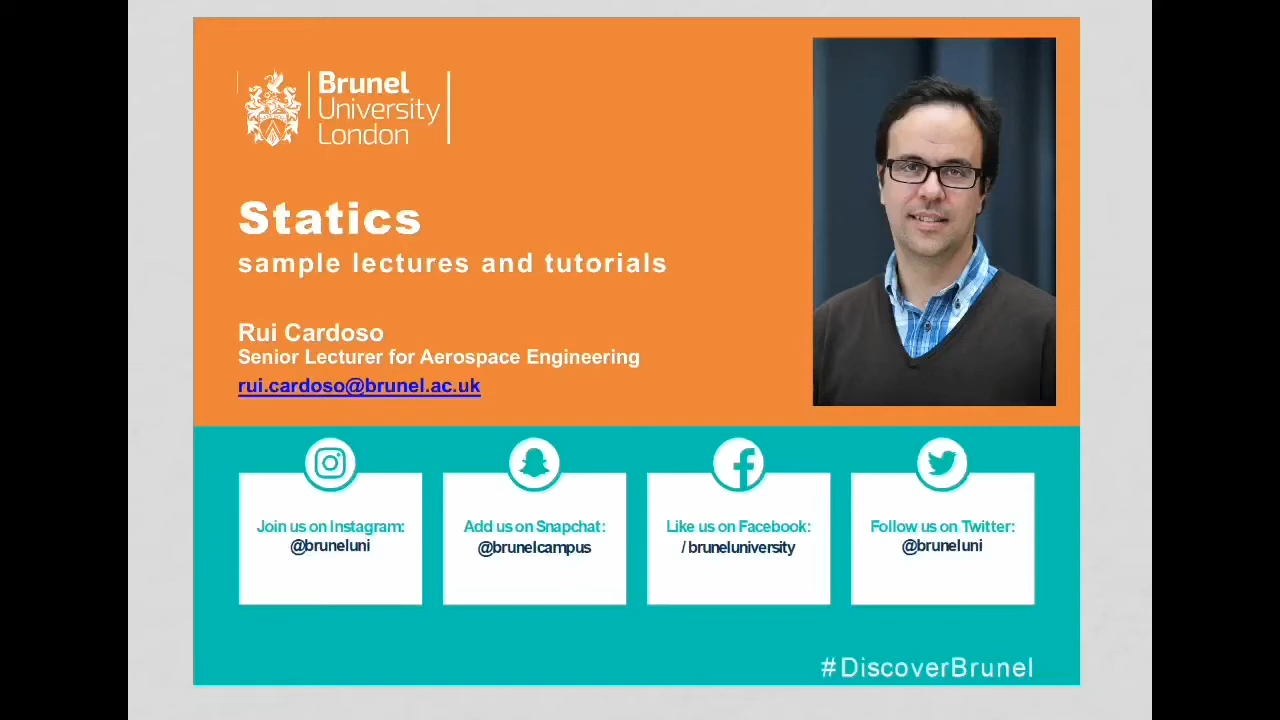 Brunel
University
London
Statics
sample lectures and tutorials
Rui Cardoso
Senior Lecturer for Aerospace Engineering
rui.cardoso@brunel.ac.uk
Join us on Instagram:
@bruneluni
Add us on Snapchat:
@brunelcampus
Like us on Facebook:
/ bruneluniversity
Follow us on Twitter:
@bruneluni
#DiscoverBrunel